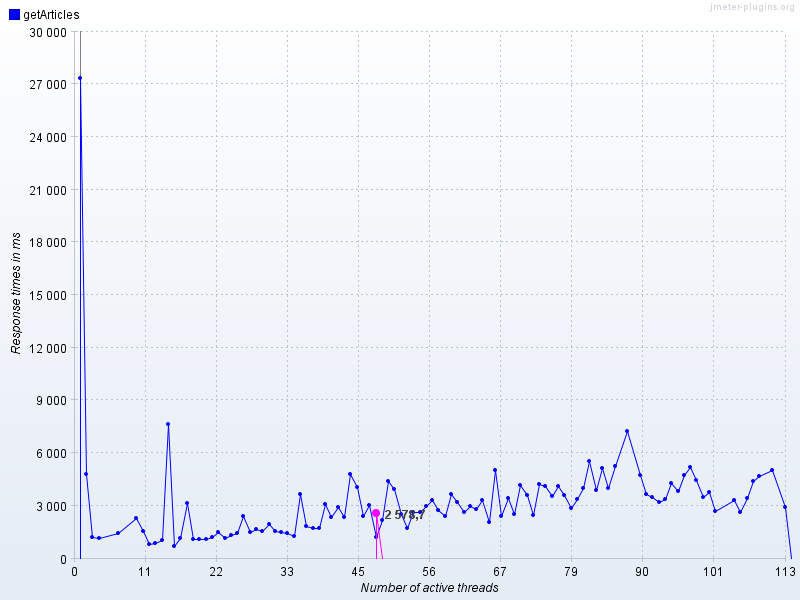 jmeter-plugins.org
getArticles
30 000
27 000
24 000
21 000
18 000
15 000
12 000
9 000
6 000
3 000
0
Response times in ms
2 578,7
0 11 22 33 45 56 67 79 90 101 113
Number of active threads